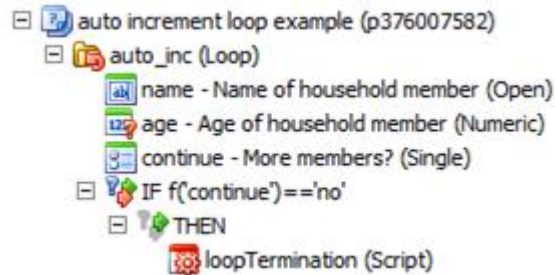 auto increment loop example (p376007582)
auto_inc (Loop)
name - Name of household member (Open)
age - Age of household member (Numeric)
continue - More members? (Single)
IF f('continue')=='no'
THEN
loopTermination (Script)